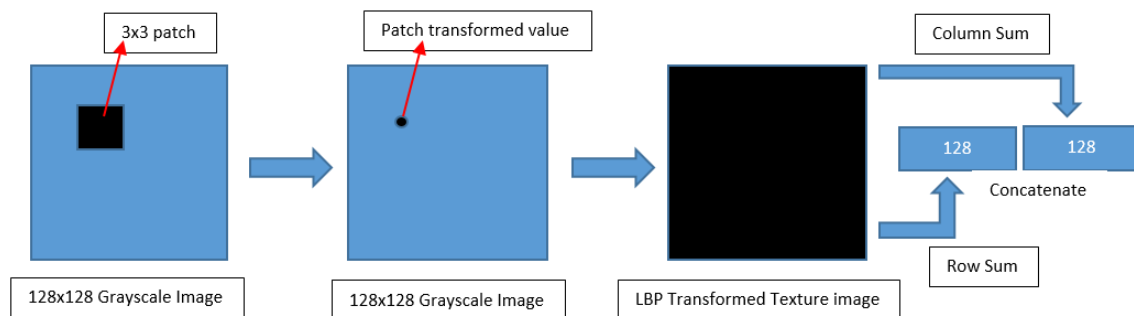 3x3 patch
Patch transformed value
Column Sum
128
128
Concatenate
Row Sum
128x128 Grayscale Image
128x128 Grayscale Image
LBP Transformed Texture image